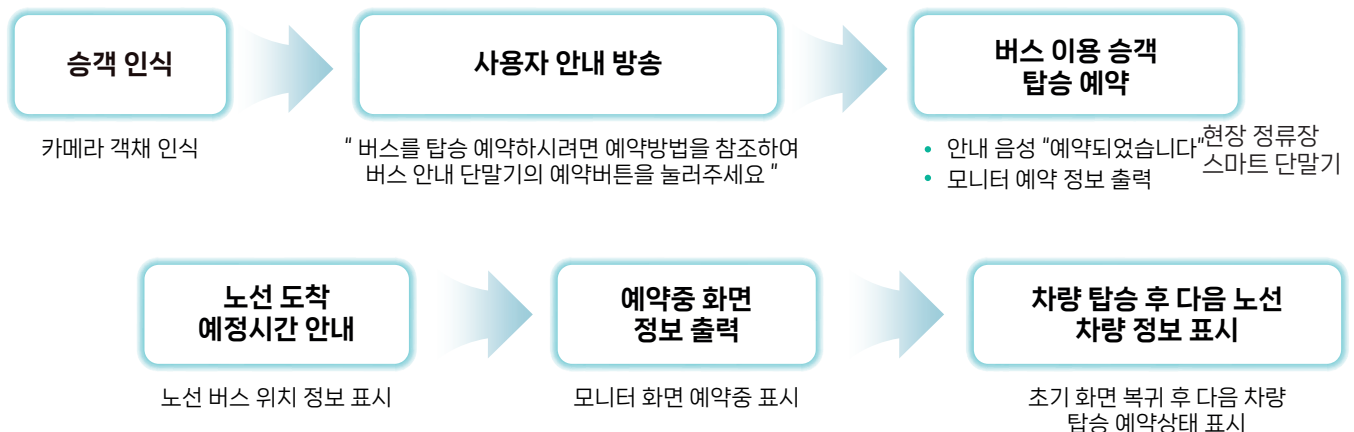 승객 인식
사용자 안내 방송
버스 이용 승객
탑승 예약
카메라 객채 인식
" 버스를 탑승 예약하시려면 예약방법을 참조하여
버스 안내 단말기의 예약버튼을 눌러주세요 "
• 안내 음성 "예약되었습니다"
• 모니터 예약 정보 출력
현장 정류장
스마트 단말기
노선 도착
예정시간 안내
예약중 화면
정보 출력
차량 탑승 후 다음 노선
차량 정보 표시
노선 버스 위치 정보 표시
모니터 화면 예약중 표시
초기 화면 복귀 후 다음 차량
탑승 예약상태 표시